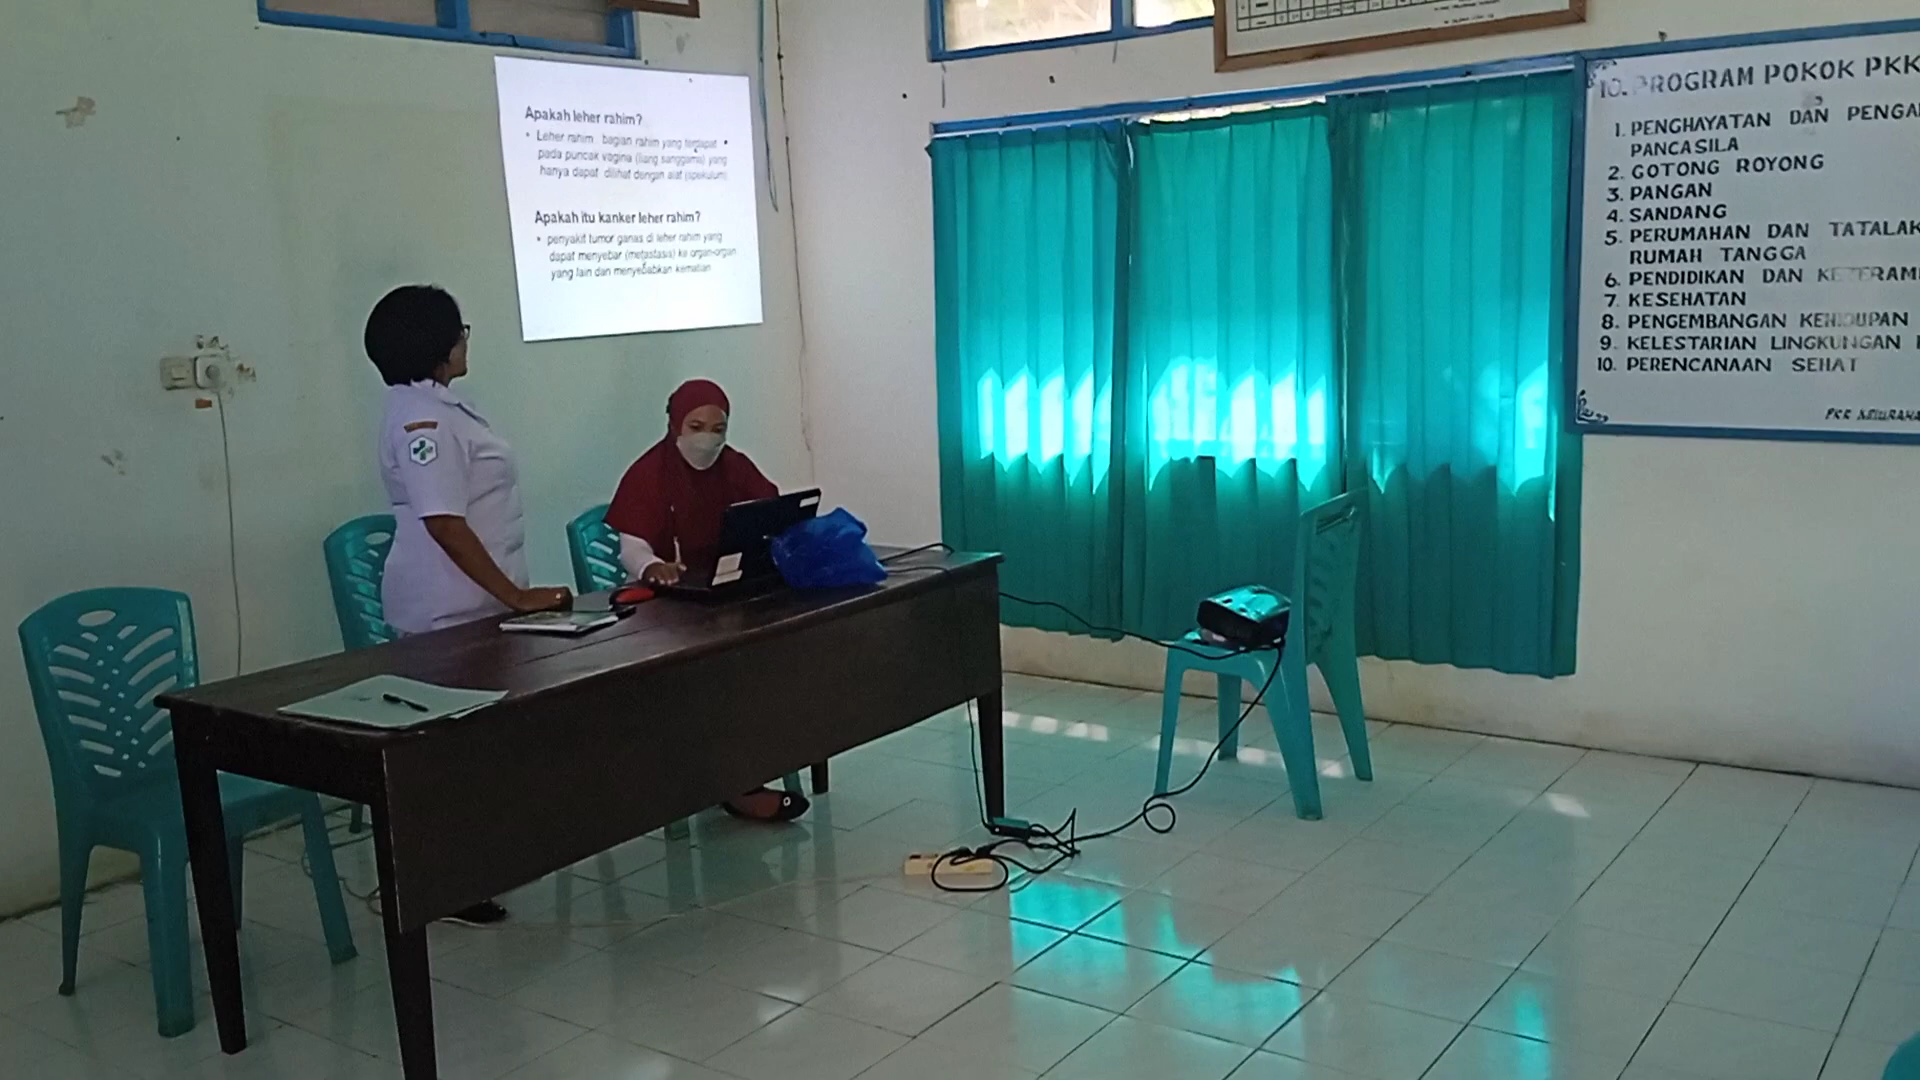 Apakah leher rahim?
• Leher rahim : bagian rahim yang terdapat
pada puncak vagina (liang sanggama) yang
hanya dapat dilihat dengan alat (spekulum)
Apakah itu kanker leher rahim?
• penyakit tumor ganas di leher rahim yang
dapat menyebar (metastasis) ke organ-organ
yang lain dan menyebabkan kematian
10. PROGRAM POKOK PKK
1. PENGHAYATAN DAN
PANCASILA
2. GOTONG ROYONG
3. PANGAN
4. SANDANG
5. PERUMAHAN DAN
RUMAH TANGGA
6. PENDIDIKAN DAN
7. KESEHATAN
8. PENGEMBANGAN KEHIDUPAN
9. KELESTARIAN LINGKUNGAN
10. PERENCANAAN SEHAT
PKK